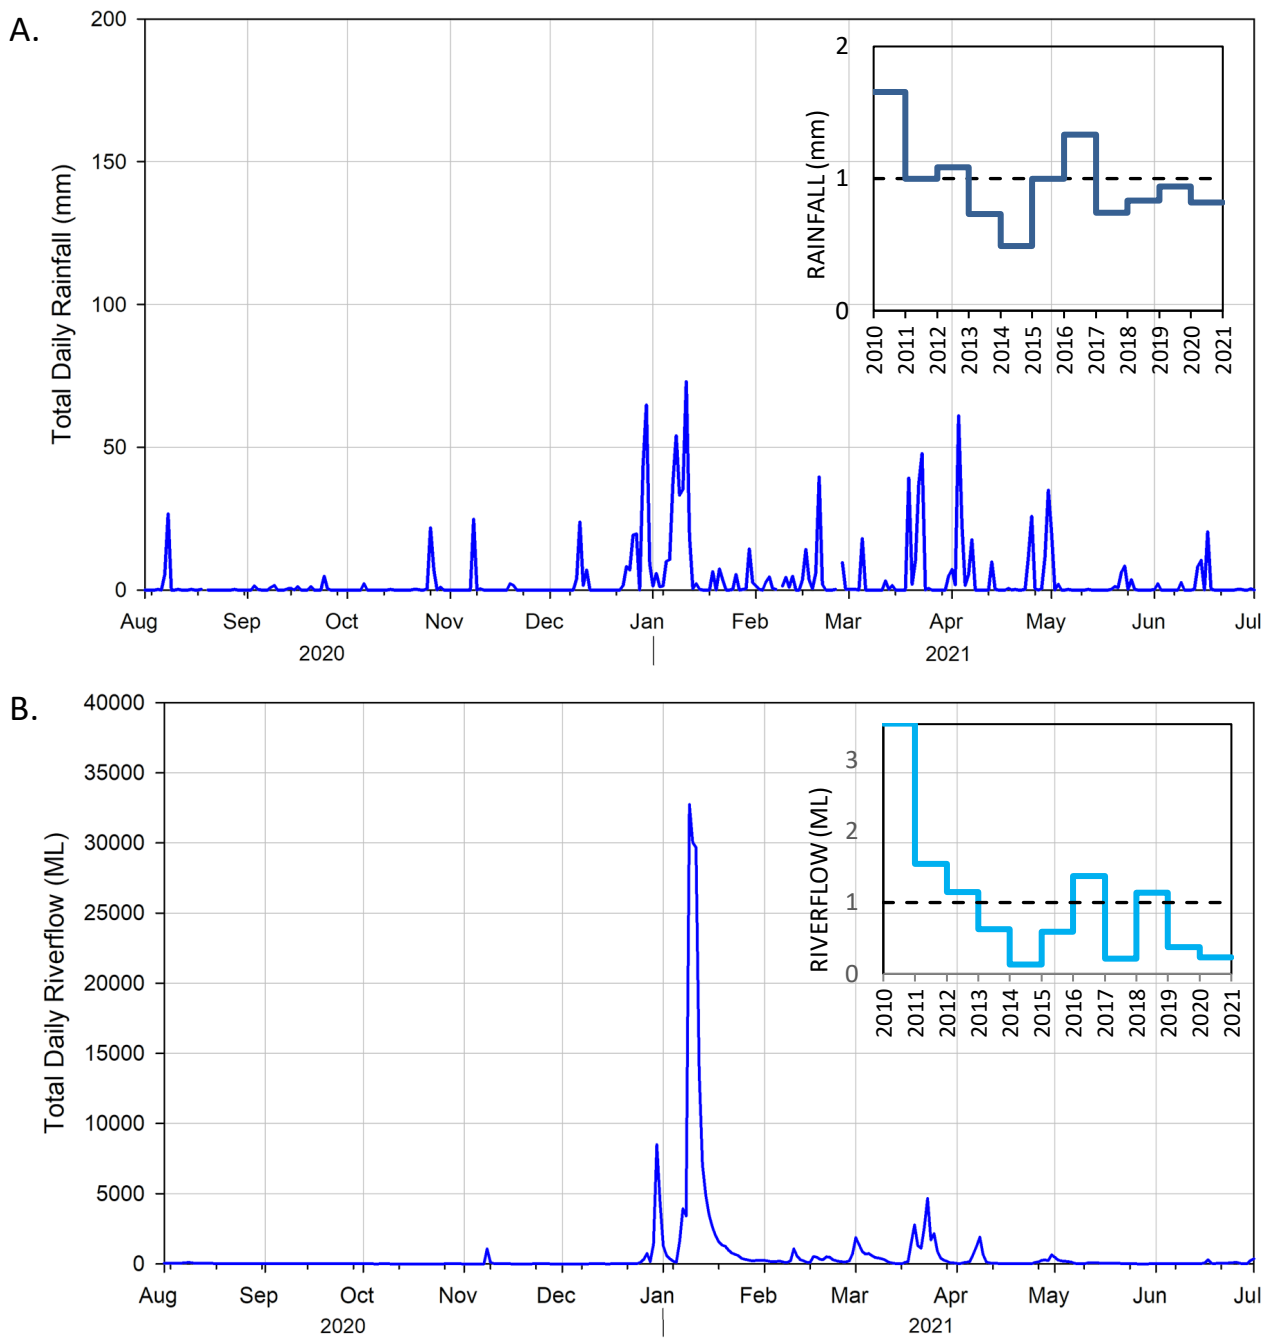 A.
200
150
100
50
0
Total Daily Rainfall (mm)
Aug Sep Oct Nov Dec Jan Feb Mar Apr May Jun Jul
2020 2021
2
1
0
RAINFALL (mm)
2010 2011 2012 2013 2014 2015 2016 2017 2018 2019 2020 2021
B.
40000
35000
30000
25000
20000
15000
10000
5000
0
Total Daily Riverflow (ML)
Aug Sep Oct Nov Dec Jan Feb Mar Apr May Jun Jul
2020 2021
3
2
1
0
RIVERFLOW (ML)
2010 2011 2012 2013 2014 2015 2016 2017 2018 2019 2020 2021